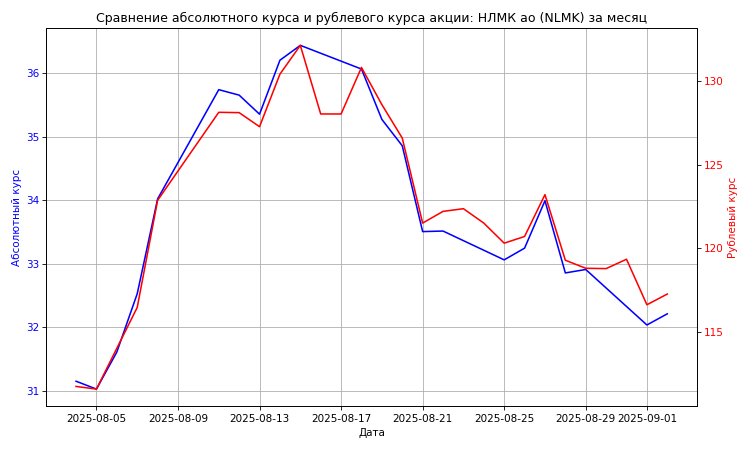 Сравнение абсолютного курса и рублевого курса акции: НЛМК ао (NLMK) за месяц
Абсолютный курс
36
35
34
33
32
31
130
125
120
115
Рублевый курс
2025-08-05 2025-08-09 2025-08-13 2025-08-17 2025-08-21 2025-08-25 2025-08-29 2025-09-01
Дата